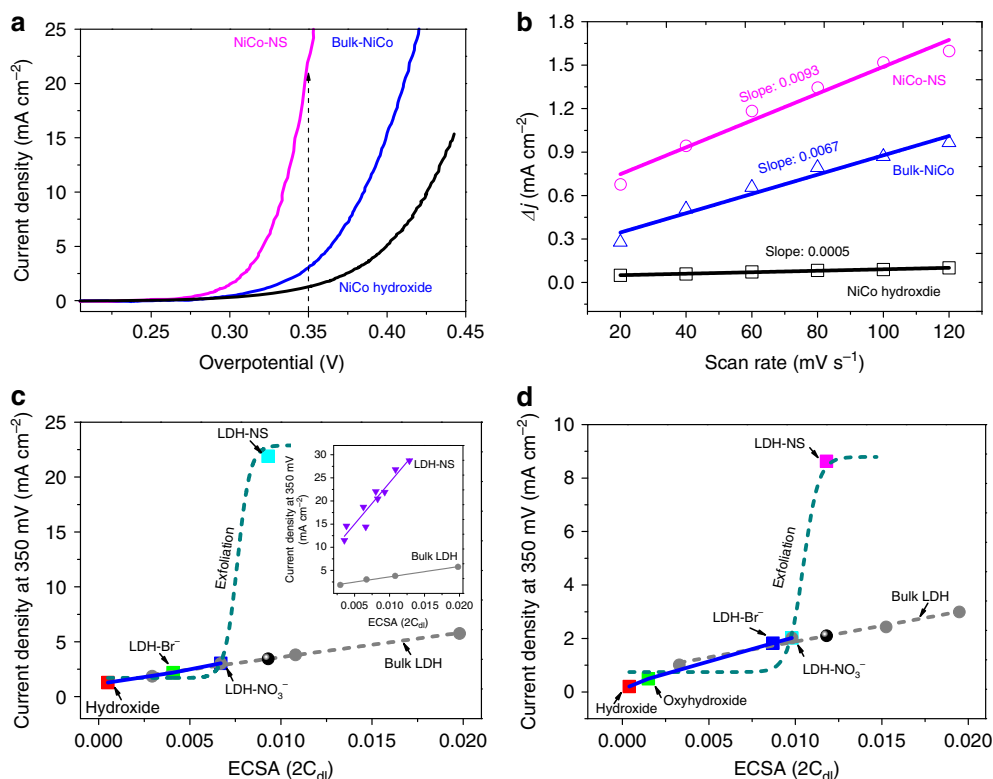 a
25
20
15
10
5
0
Current density (mA cm⁻²)
NiCo-NS
Bulk-NiCo
NiCo hydroxide
0.25
0.30
0.35
0.40
0.45
Overpotential (V)
b
1.8
1.5
1.2
0.9
0.6
0.3
0.0
Δj (mA cm⁻²)
Slope: 0.0093
NiCo-NS
Slope: 0.0067
Bulk-NiCo
Slope: 0.0005
NiCo hydroxdie
20
40
60
80
100
120
Scan rate (mV s⁻¹)
c
25
20
15
10
5
0
Current density at 350 mV (mA cm⁻²)
LDH-NS
Exfoliation
LDH-Br⁻
Hydroxide
LDH-NO₃⁻
Bulk LDH
30
25
20
15
10
5
0
Current density at 350 mV
(mA cm⁻²)
LDH-NS
Bulk LDH
0.005
0.010
0.015
0.020
ECSA (2C_dl)
0.000
0.005
0.010
0.015
0.020
ECSA (2C_dl)
d
10
8
6
4
2
0
Current density at 350 mV (mA cm⁻²)
LDH-NS
Exfoliation
LDH-Br⁻
Bulk LDH
LDH-NO₃⁻
Hydroxide
Oxyhydroxide
0.000
0.005
0.010
0.015
0.020
ECSA (2C_dl)